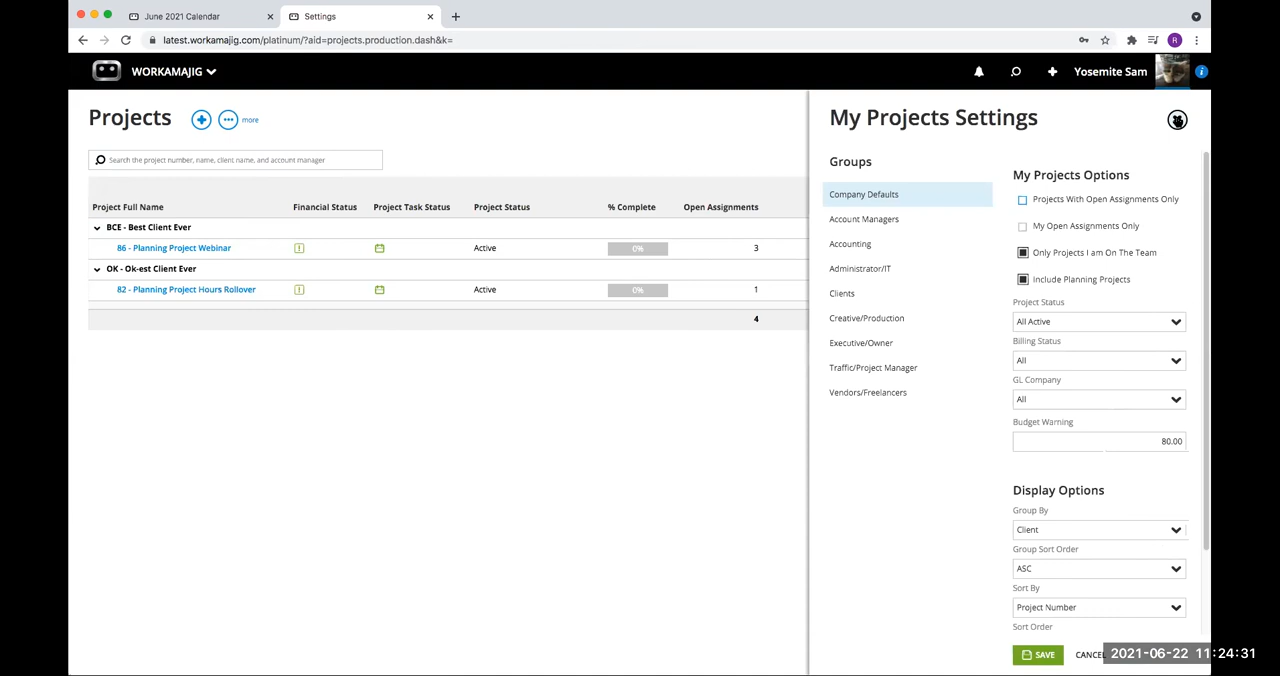 June 2021 Calendar
Settings
latest.workamajig.com/platinum/?aid=projects.production.dash&k=
R
WORKAMAJIG
Yosemite Sam
i
Projects
more
Search the project number, name, client name, and account manager
Project Full Name Financial Status Project Task Status Project Status % Complete Open Assignments
BCE - Best Client Ever
86 - Planning Project Webinar Active 0% 3
OK - Ok-est Client Ever
82 - Planning Project Hours Rollover Active 0% 1
4
My Projects Settings
Groups
Company Defaults
Account Managers
Accounting
Administrator/IT
Clients
Creative/Production
Executive/Owner
Traffic/Project Manager
Vendors/Freelancers
My Projects Options
Projects With Open Assignments Only
My Open Assignments Only
Only Projects I am On The Team
Include Planning Projects
Project Status
All Active
Billing Status
All
GL Company
All
Budget Warning
80.00
Display Options
Group By
Client
Group Sort Order
ASC
Sort By
Project Number
Sort Order
SAVE CANCEL
2021-06-22 11:24:31